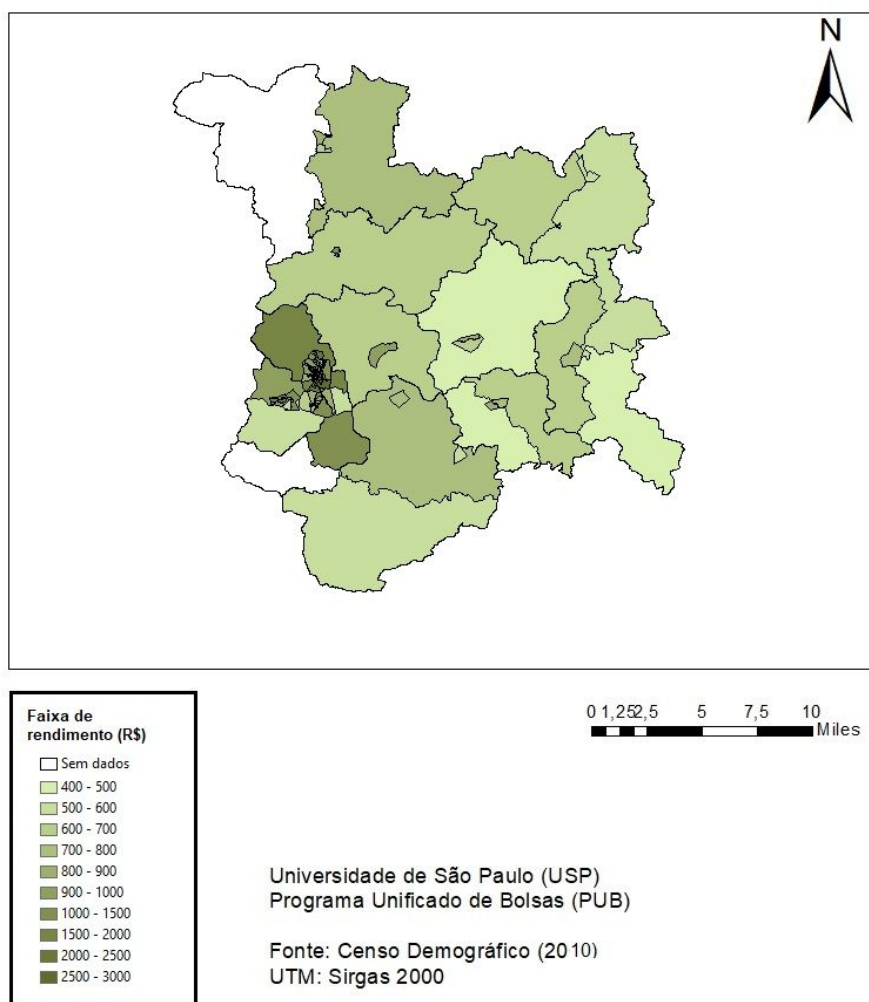 N
Faixa de
rendimento (R$)
Sem dados
400 - 500
500 - 600
600 - 700
700 - 800
800 - 900
900 - 1000
1000 - 1500
1500 - 2000
2000 - 2500
2500 - 3000
0 1,252,5 5 7,5 10
Miles
Universidade de São Paulo (USP)
Programa Unificado de Bolsas (PUB)
Fonte: Censo Demográfico (2010)
UTM: Sirgas 2000